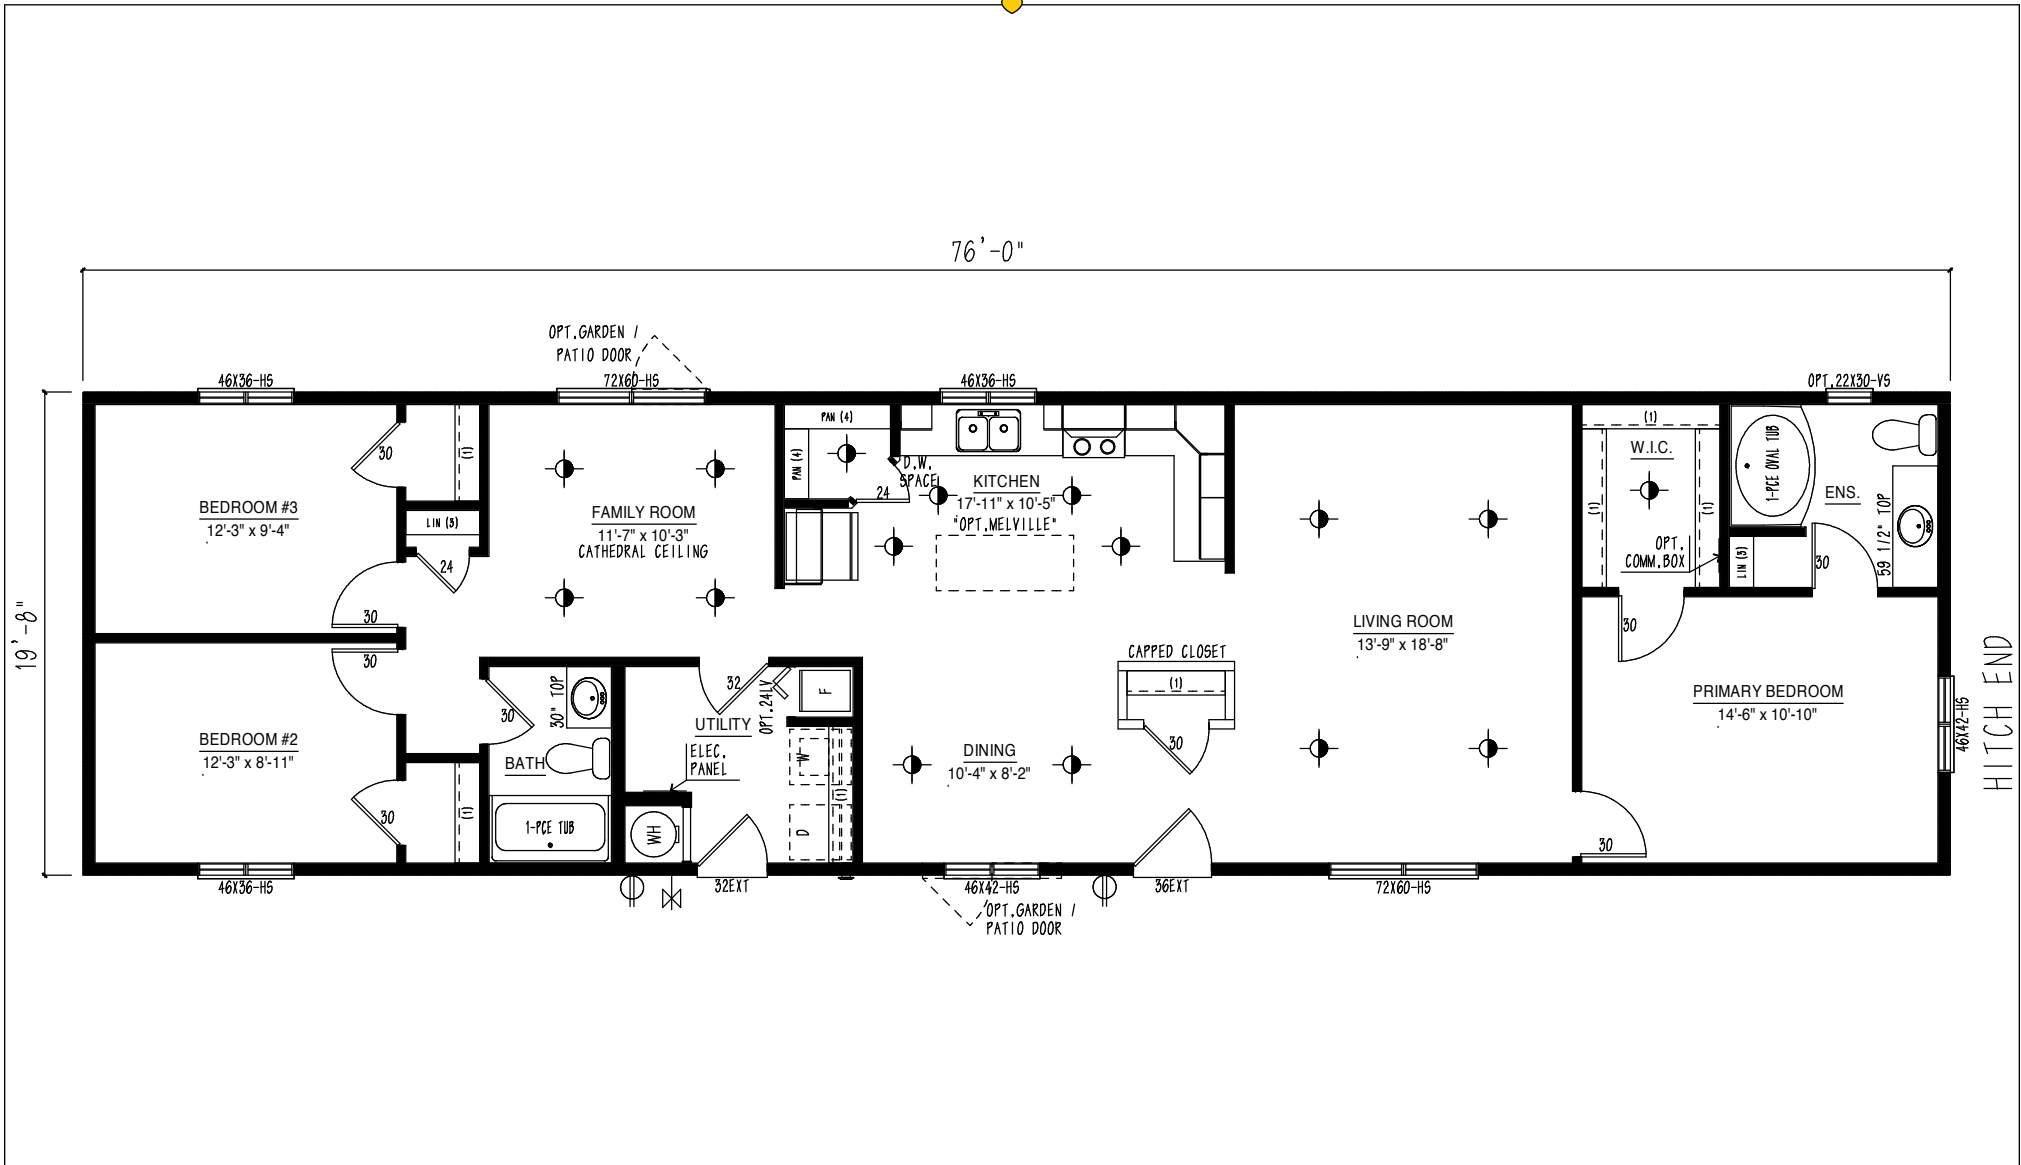 76'-0"
OPT.GARDEN /
PATIO DOOR
46X36-HS
72X60-HS
46X36-HS
OPT.22X30-VS
19'-8"
30
(1)
BEDROOM #3
12'-3" x 9'-4"
LIN (3)
24
30
FAMILY ROOM
11'-7" x 10'-3"
CATHEDRAL CEILING
PAN (4)
PAN (4)
24
D.W.
SPACE
KITCHEN
17'-11" x 10'-5"
"OPT.MELVILLE"
LIVING ROOM
13'-9" x 18'-8"
(1)
W.I.C.
(1)
(1)
OPT.
COMM.BOX
30
1-PCE OVAL TUB
ENS.
59 1/2" TOP
LIN (3)
30
PRIMARY BEDROOM
14'-6" x 10'-10"
30
46X42-HS
HITCH END
30
BEDROOM #2
12'-3" x 8'-11"
30
(1)
30
30" TOP
BATH
1-PCE TUB
32
OPT.24LV
F
UTILITY
ELEC.
PANEL
W
D
(1)
WH
DINING
10'-4" x 8'-2"
CAPPED CLOSET
(1)
30
46X36-HS
32EXT
46X42-HS
36EXT
72X60-HS
OPT.GARDEN /
PATIO DOOR